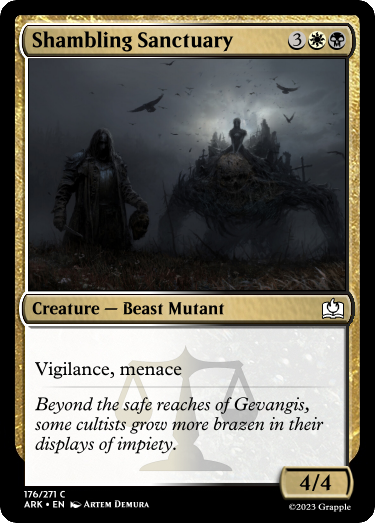 Shambling Sanctuary 3
Creature — Beast Mutant
Vigilance, menace
Beyond the safe reaches of Gevangis,
some cultists grow more brazen in their
displays of impiety.
4/4
176/271 C
ARK • EN Artem Demura
©2023 Grapple